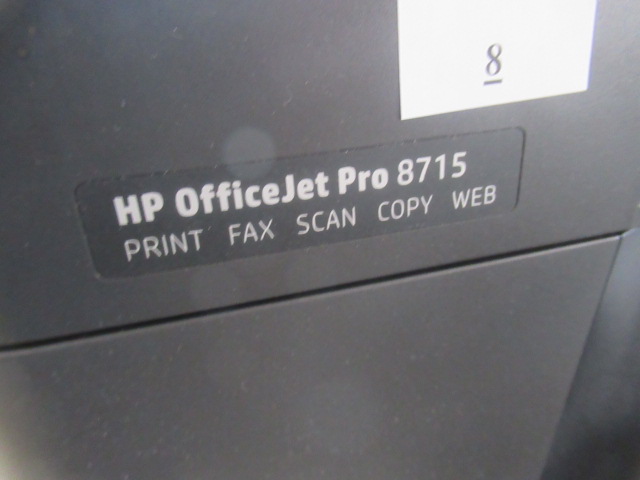 8
HP OfficeJet Pro 8715
PRINT FAX SCAN COPY WEB